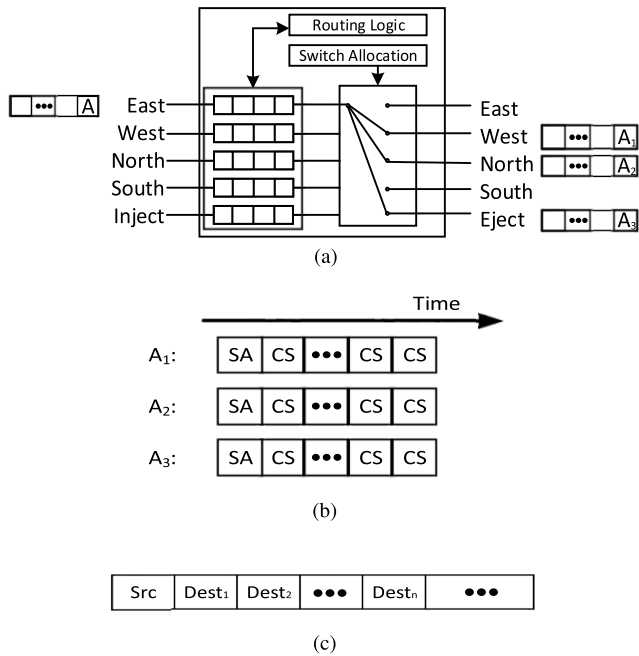 Routing Logic
Switch Allocation
••• A
East
West
North
South
Inject
East
West ••• A₁
North ••• A₂
South
Eject ••• A₃
(a)
Time
A₁: SA CS ••• CS CS
A₂: SA CS ••• CS CS
A₃: SA CS ••• CS CS
(b)
Src Dest₁ Dest₂ ••• Destₙ •••
(c)